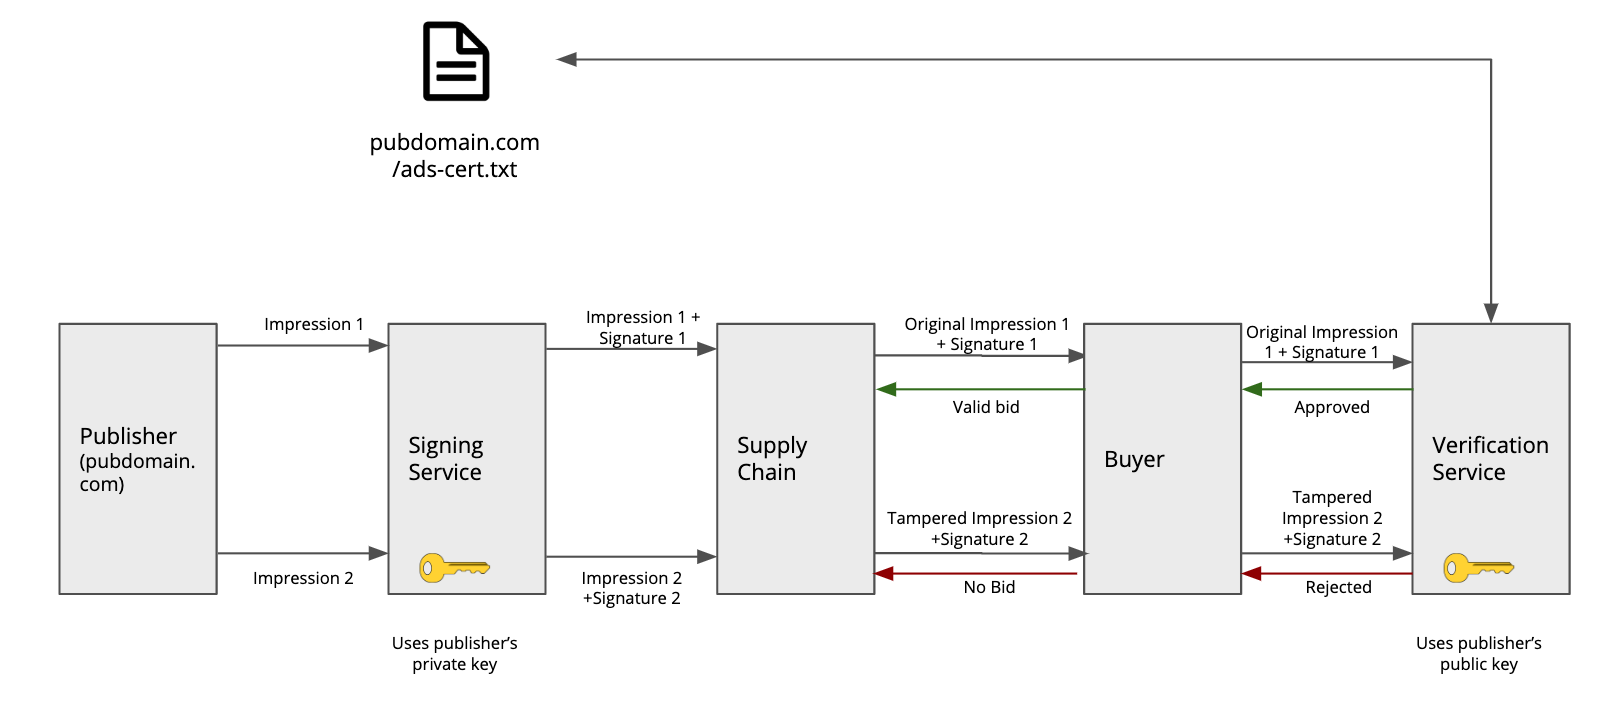 pubdomain.com
/ads-cert.txt
Impression 1
Impression 1 +
Signature 1
Original Impression 1
+ Signature 1
Original Impression
1 + Signature 1
Valid bid
Approved
Publisher
(pubdomain.
com)
Signing
Service
Supply
Chain
Buyer
Verification
Service
Impression 2
Impression 2
+Signature 2
Tampered Impression 2
+Signature 2
Tampered
Impression 2
+Signature 2
No Bid
Rejected
Uses publisher’s
private key
Uses publisher’s
public key